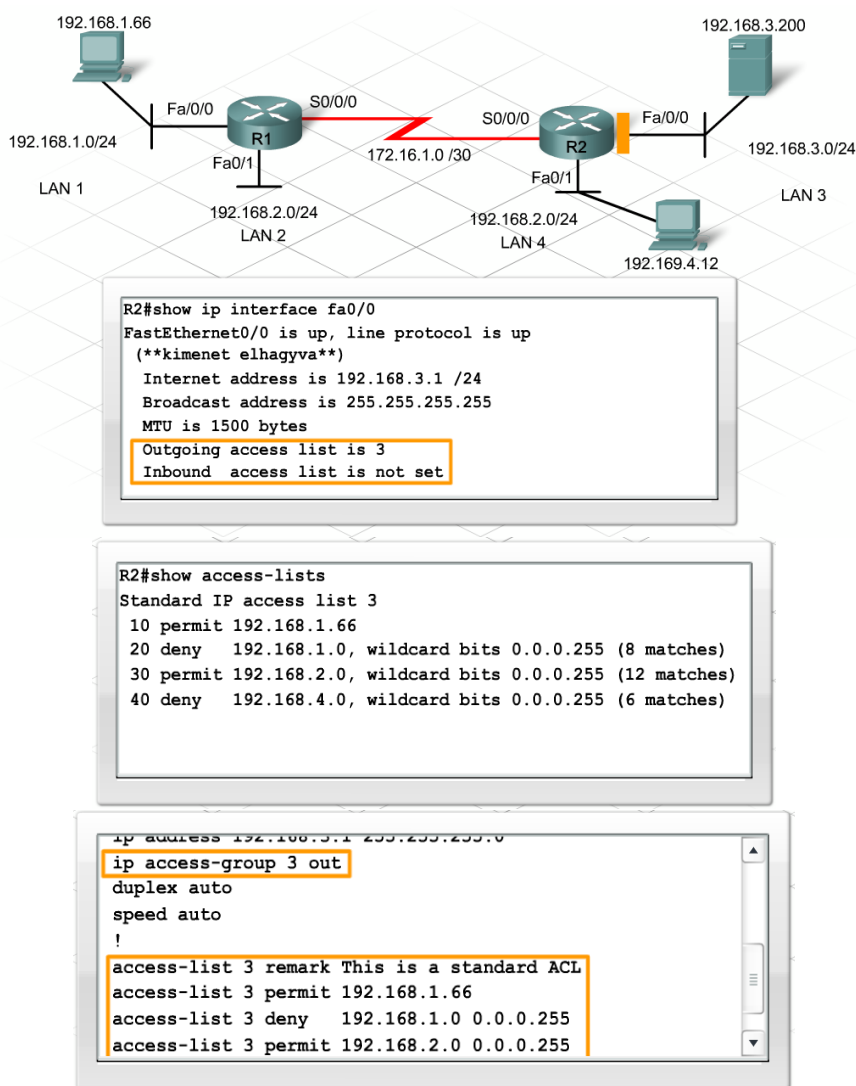 192.168.1.66
192.168.3.200
Fa/0/0
S0/0/0
S0/0/0
Fa/0/0
R1
R2
192.168.1.0/24
172.16.1.0 /30
192.168.3.0/24
Fa0/1
Fa0/1
LAN 1
LAN 3
192.168.2.0/24
LAN 2
192.168.2.0/24
LAN 4
192.169.4.12
R2#show ip interface fa0/0
FastEthernet0/0 is up, line protocol is up
(**kimenet elhagyva**)
Internet address is 192.168.3.1 /24
Broadcast address is 255.255.255.255
MTU is 1500 bytes
Outgoing access list is 3
Inbound access list is not set
R2#show access-lists
Standard IP access list 3
10 permit 192.168.1.66
20 deny 192.168.1.0, wildcard bits 0.0.0.255 (8 matches)
30 permit 192.168.2.0, wildcard bits 0.0.0.255 (12 matches)
40 deny 192.168.4.0, wildcard bits 0.0.0.255 (6 matches)
ip address 192.168.3.1 255.255.255.0
ip access-group 3 out
duplex auto
speed auto
!
access-list 3 remark This is a standard ACL
access-list 3 permit 192.168.1.66
access-list 3 deny 192.168.1.0 0.0.0.255
access-list 3 permit 192.168.2.0 0.0.0.255